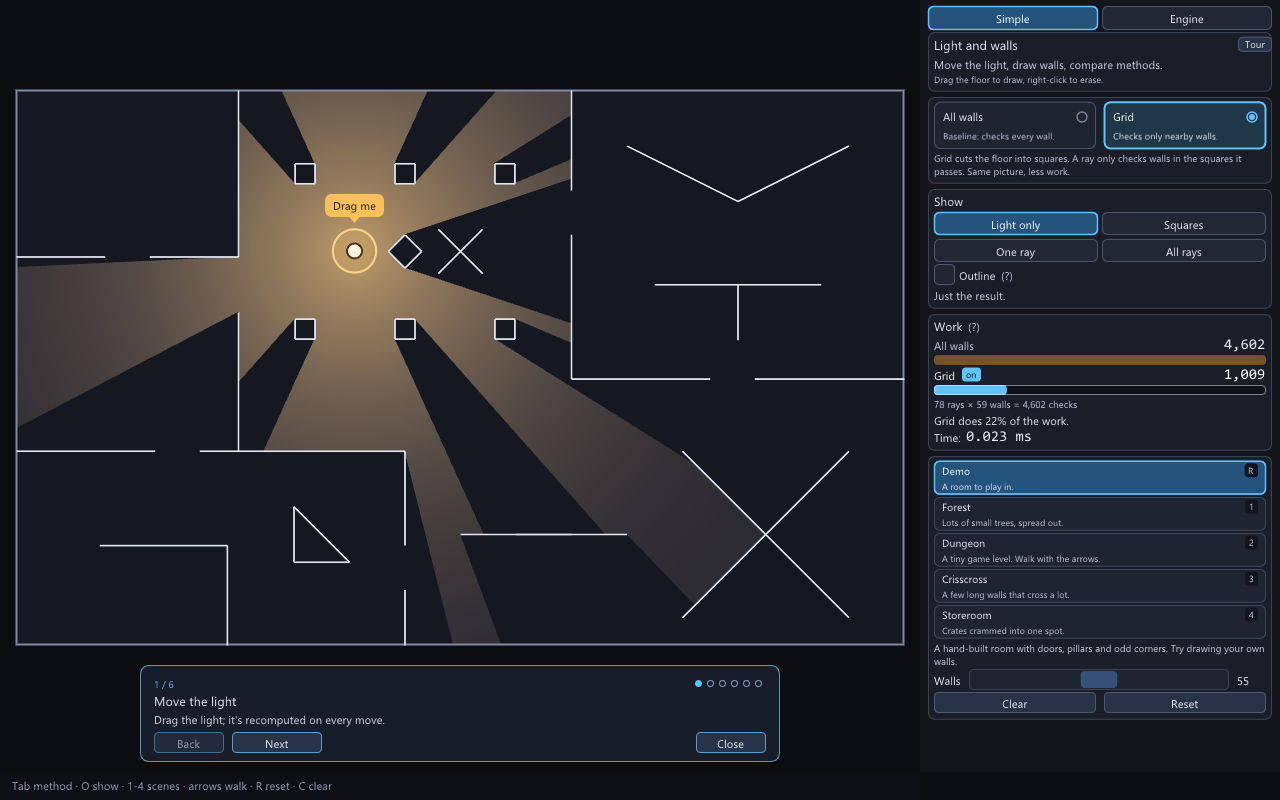 Simple
Engine
Light and walls
Tour
Move the light, draw walls, compare methods.
Drag the floor to draw, right-click to erase.
All walls
Baseline: checks every wall.
Grid
Checks only nearby walls.
Grid cuts the floor into squares. A ray only checks walls in the squares it
passes. Same picture, less work.
Show
Light only
Squares
One ray
All rays
Outline (?)
Just the result.
Work (?)
All walls 4,602
Grid on 1,009
78 rays × 59 walls = 4,602 checks
Grid does 22% of the work.
Time: 0.023 ms
Demo R
A room to play in.
Forest 1
Lots of small trees, spread out.
Dungeon 2
A tiny game level. Walk with the arrows.
Crisscross 3
A few long walls that cross a lot.
Storeroom 4
Crates crammed into one spot.
A hand-built room with doors, pillars and odd corners. Try drawing your own
walls.
Walls 55
Clear
Reset
Drag me
1 / 6
Move the light
Drag the light; it's recomputed on every move.
Back
Next
Close
Tab method · O show · 1-4 scenes · arrows walk · R reset · C clear